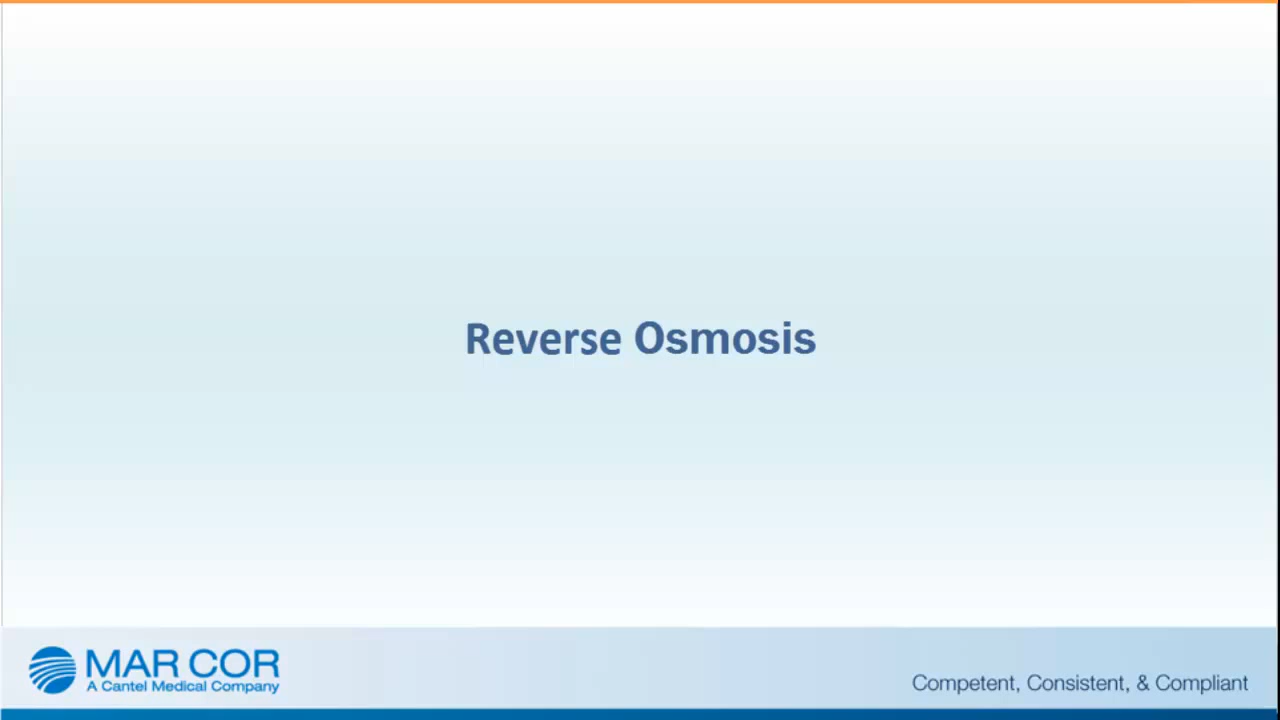 Reverse Osmosis
MAR COR
A Cantel Medical Company
Competent, Consistent, & Compliant